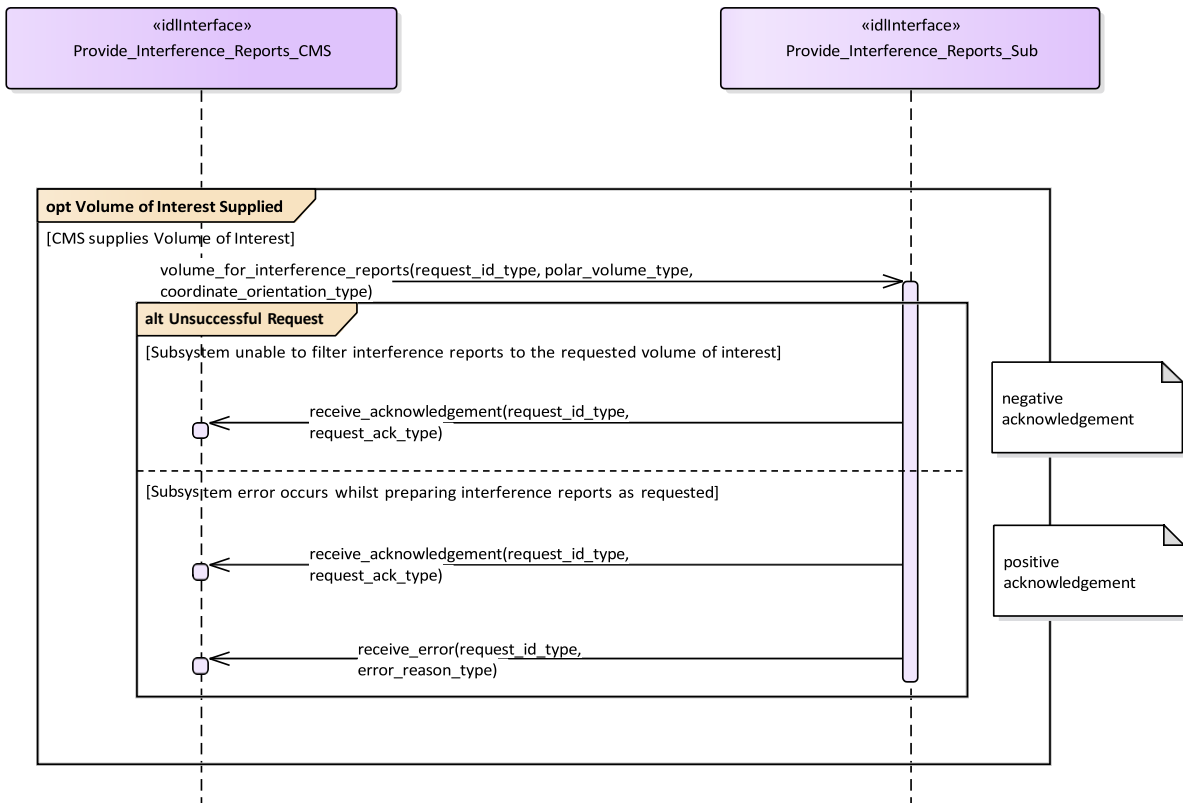 «idlInterface»
Provide_Interference_Reports_CMS
«idlInterface»
Provide_Interference_Reports_Sub
opt Volume of Interest Supplied
[CMS supplies Volume of Interest]
volume_for_interference_reports(request_id_type, polar_volume_type,
coordinate_orientation_type)
alt Unsuccessful Request
[Subsystem unable to filter interference reports to the requested volume of interest]
receive_acknowledgement(request_id_type,
request_ack_type)
negative
acknowledgement
[Subsystem error occurs whilst preparing interference reports as requested]
receive_acknowledgement(request_id_type,
request_ack_type)
positive
acknowledgement
receive_error(request_id_type,
error_reason_type)